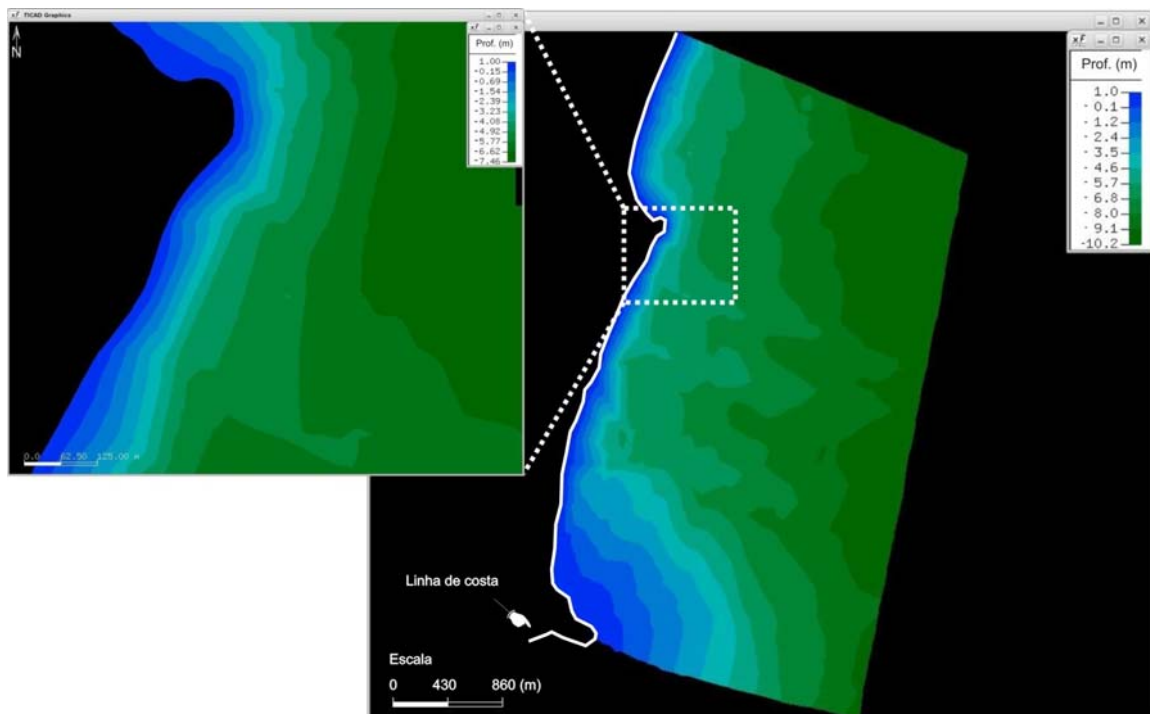 TICAD Graphics
N
Prof. (m)
1.00
-0.15
-0.69
-1.54
-2.39
-3.23
-4.08
-4.92
-5.77
-6.62
-7.46
0.0 62.50 125.00 m
Prof. (m)
1.0
- 0.1
- 1.2
- 2.4
- 3.5
- 4.6
- 5.7
- 6.8
- 8.0
- 9.1
-10.2
Linha de costa
Escala
0 430 860 (m)